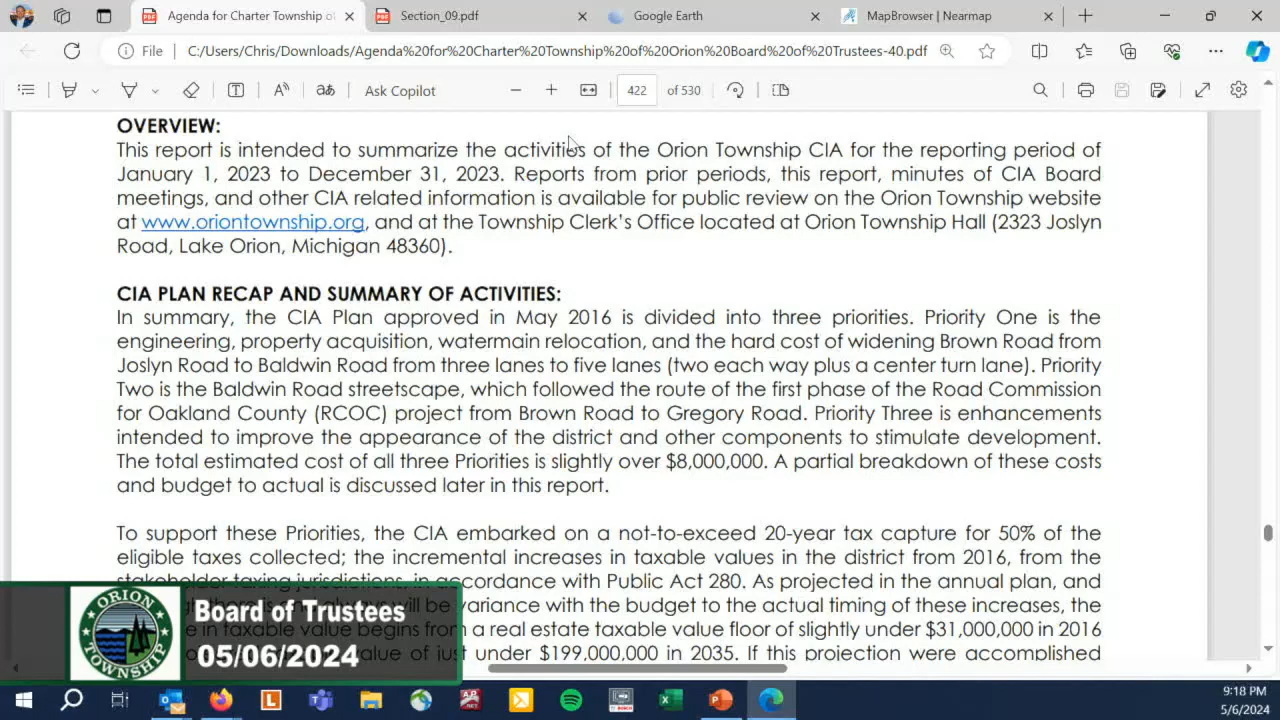 Agenda for Charter Township o
Section_09.pdf
Google Earth
MapBrowser | Nearmap
File
C:/Users/Chris/Downloads/Agenda%20for%20Charter%20Township%20of%20Orion%20Board%20of%20Trustees-40.pdf
Ask Copilot
422 of 530
OVERVIEW:
This report is intended to summarize the activities of the Orion Township CIA for the reporting period of
January 1, 2023 to December 31, 2023. Reports from prior periods, this report, minutes of CIA Board
meetings, and other CIA related information is available for public review on the Orion Township website
at www.oriontownship.org, and at the Township Clerk's Office located at Orion Township Hall (2323 Joslyn
Road, Lake Orion, Michigan 48360).
CIA PLAN RECAP AND SUMMARY OF ACTIVITIES:
In summary, the CIA Plan approved in May 2016 is divided into three priorities. Priority One is the
engineering, property acquisition, watermain relocation, and the hard cost of widening Brown Road from
Joslyn Road to Baldwin Road from three lanes to five lanes (two each way plus a center turn lane). Priority
Two is the Baldwin Road streetscape, which followed the route of the first phase of the Road Commission
for Oakland County (RCOC) project from Brown Road to Gregory Road. Priority Three is enhancements
intended to improve the appearance of the district and other components to stimulate development.
The total estimated cost of all three Priorities is slightly over $8,000,000. A partial breakdown of these costs
and budget to actual is discussed later in this report.
To support these Priorities, the CIA embarked on a not-to-exceed 20-year tax capture for 50% of the
eligible taxes collected; the incremental increases in taxable values in the district from 2016, from the
stakeholder taxing jurisdictions, in accordance with Public Act 280. As projected in the annual plan, and
be variance with the budget to the actual timing of these increases, the
in taxable value begins from a real estate taxable value floor of slightly under $31,000,000 in 2016
value of just under $199,000,000 in 2035. If this projection were accomplished
ORION
TOWNSHIP
Board of Trustees
05/06/2024
9:18 PM
5/6/2024